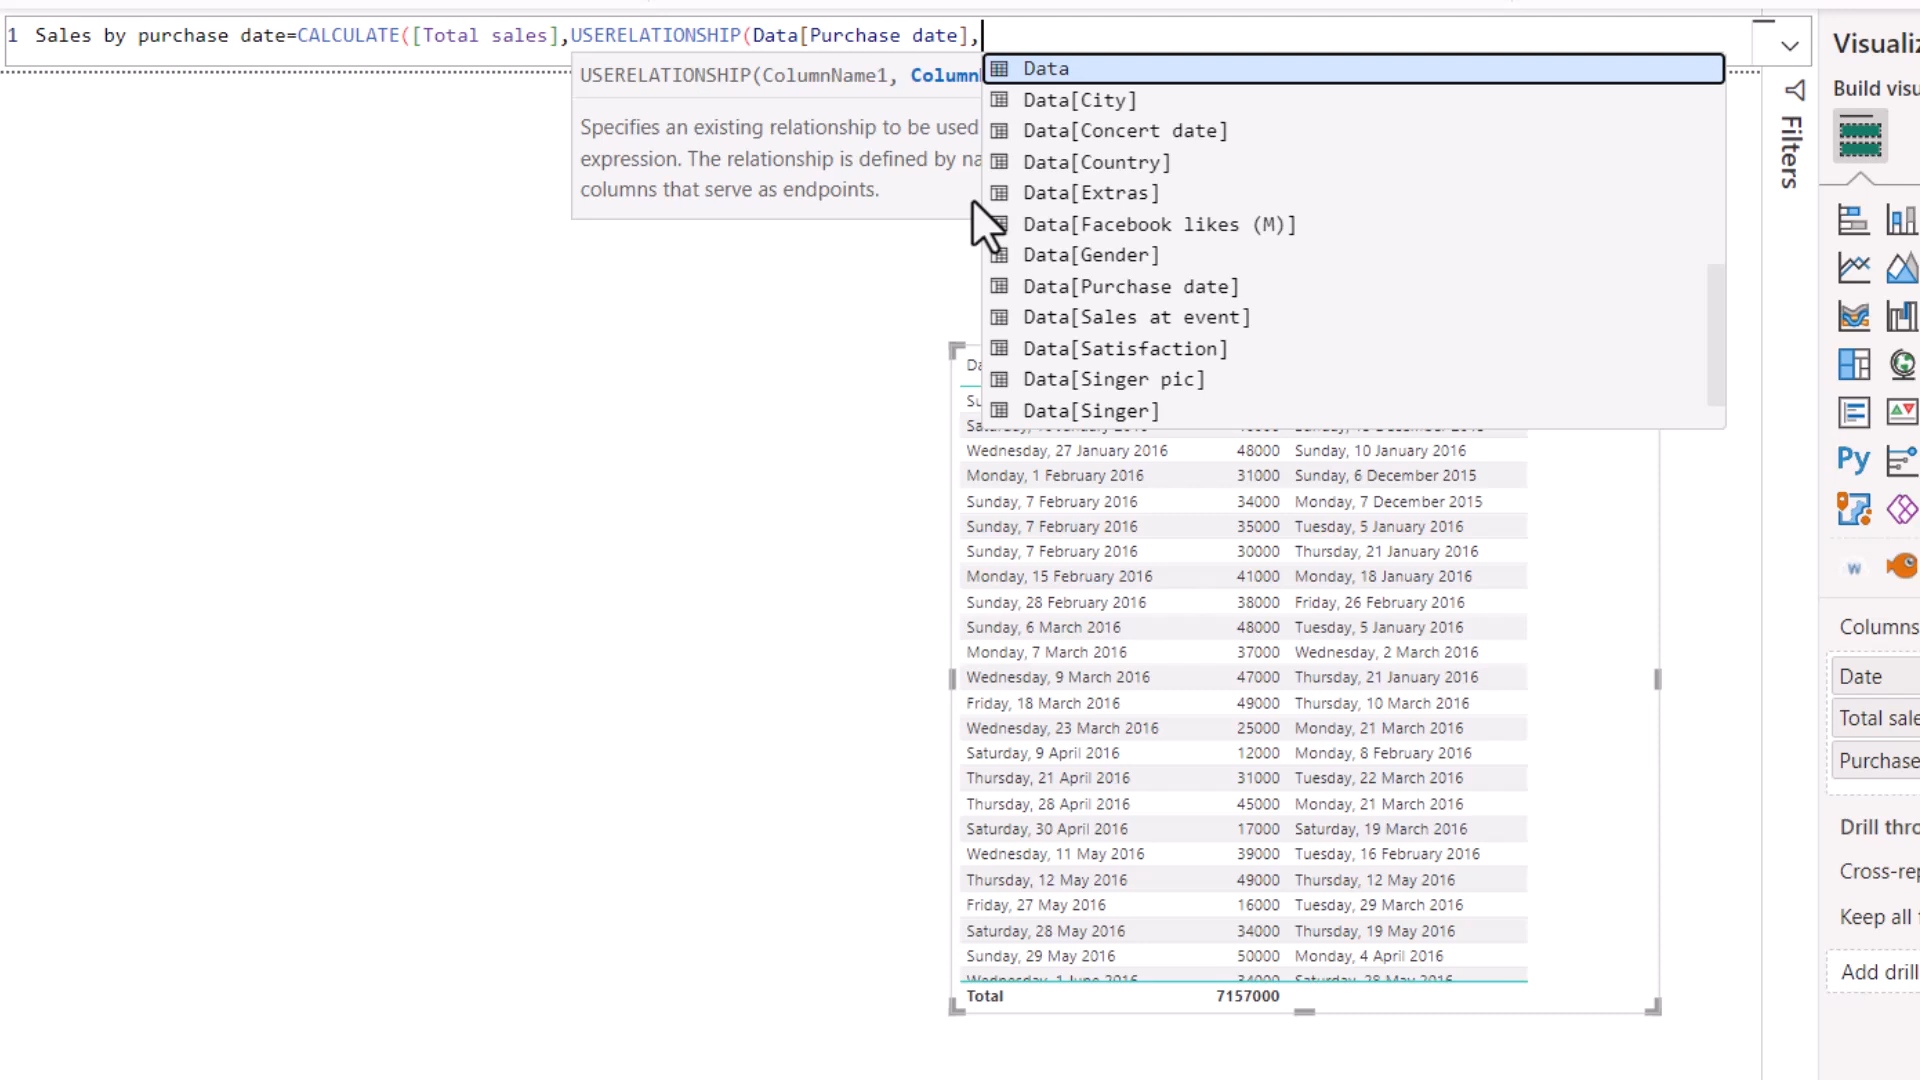 1 Sales by purchase date=CALCULATE([Total sales],USERELATIONSHIP(Data[Purchase date],
USERELATIONSHIP(ColumnName1,
Specifies an existing relationship to be used
expression. The relationship is defined by
columns that serve as endpoints.
Data
Data[City]
Data[Concert date]
Data[Country]
Data[Extras]
Data[Facebook likes (M)]
Data[Gender]
Data[Purchase date]
Data[Sales at event]
Data[Satisfaction]
Data[Singer pic]
Data[Singer]
Wednesday, 27 January 2016 48000 Sunday, 10 January 2016
Monday, 1 February 2016 31000 Sunday, 6 December 2015
Sunday, 7 February 2016 34000 Monday, 7 December 2015
Sunday, 7 February 2016 35000 Tuesday, 5 January 2016
Sunday, 7 February 2016 30000 Thursday, 21 January 2016
Monday, 15 February 2016 41000 Monday, 18 January 2016
Sunday, 28 February 2016 38000 Friday, 26 February 2016
Sunday, 6 March 2016 48000 Tuesday, 5 January 2016
Monday, 7 March 2016 37000 Wednesday, 2 March 2016
Wednesday, 9 March 2016 47000 Thursday, 21 January 2016
Friday, 18 March 2016 49000 Thursday, 10 March 2016
Wednesday, 23 March 2016 25000 Monday, 21 March 2016
Saturday, 9 April 2016 12000 Monday, 8 February 2016
Thursday, 21 April 2016 31000 Tuesday, 22 March 2016
Thursday, 28 April 2016 45000 Monday, 21 March 2016
Saturday, 30 April 2016 17000 Saturday, 19 March 2016
Wednesday, 11 May 2016 39000 Tuesday, 16 February 2016
Thursday, 12 May 2016 49000 Thursday, 12 May 2016
Friday, 27 May 2016 16000 Tuesday, 29 March 2016
Saturday, 28 May 2016 34000 Thursday, 19 May 2016
Sunday, 29 May 2016 50000 Monday, 4 April 2016
Wednesday, 1 June 2016 34000 Saturday, 28 May 2016
Total 7157000
Filters
Build
Py
w
Columns
Date
Total
Purchase
Drill
Keep all
Add drill